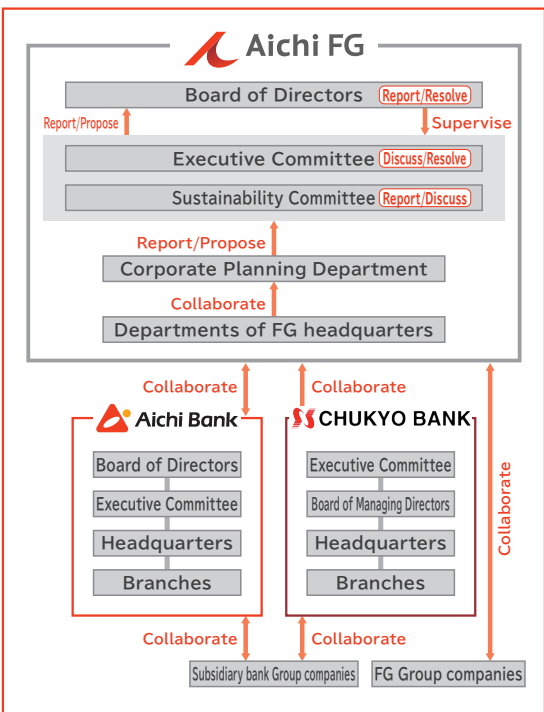 Aichi FG
Board of Directors Report/Resolve
Report/Propose
Supervise
Executive Committee Discuss/Resolve
Sustainability Committee Report/Discuss
Report/Propose
Corporate Planning Department
Collaborate
Departments of FG headquarters
Collaborate
Collaborate
Aichi Bank
Board of Directors
Executive Committee
Headquarters
Branches
CHUKYO BANK
Executive Committee
Board of Managing Directors
Headquarters
Branches
Collaborate
Collaborate
Collaborate
Subsidiary bank Group companies
FG Group companies